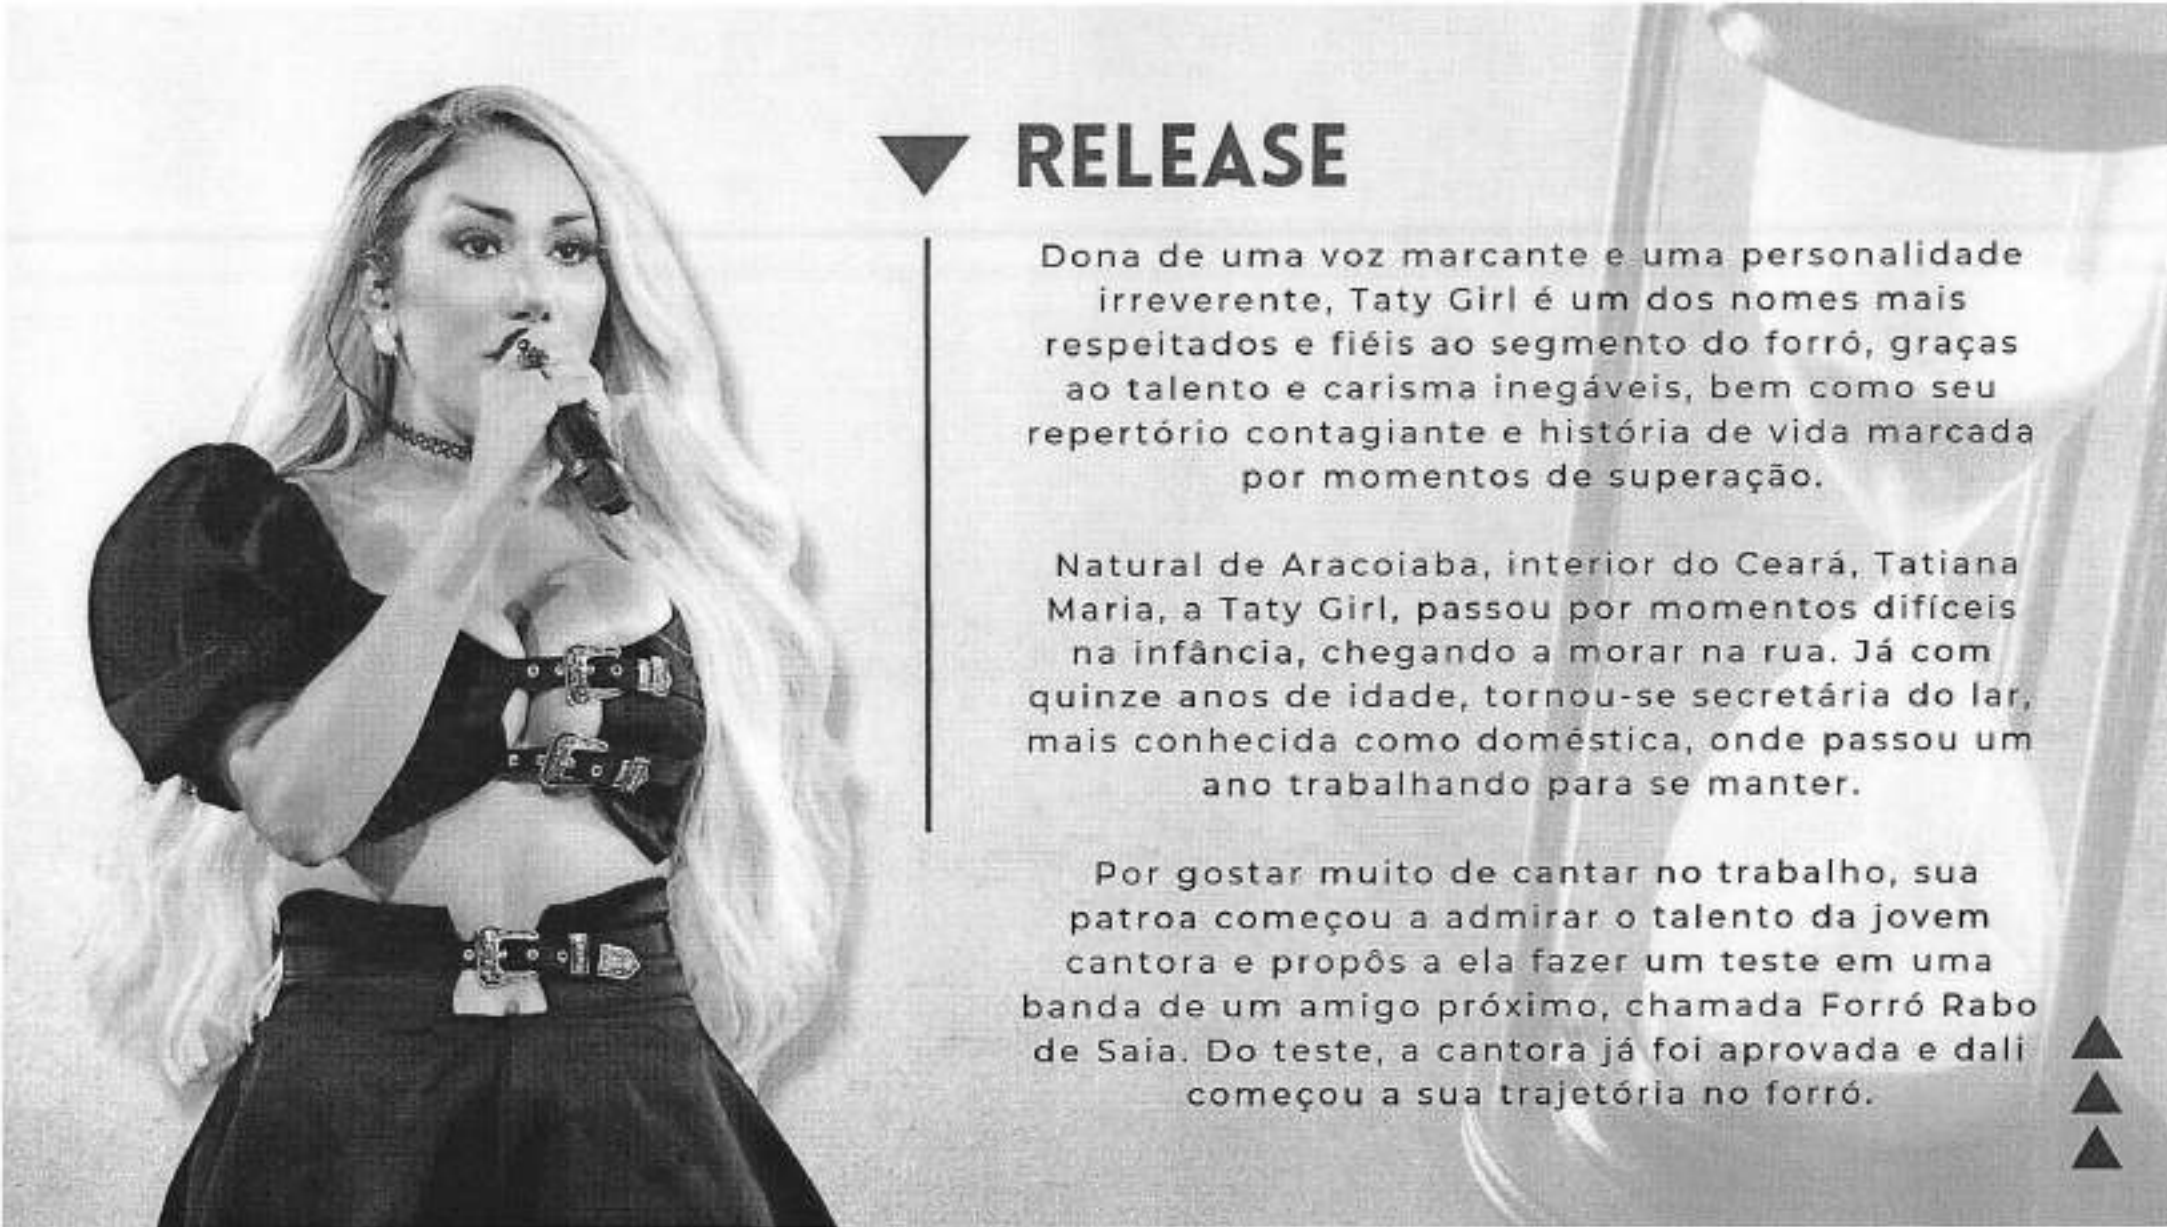 RELEASE
Dona de uma voz marcante e uma personalidade
irreverente, Taty Girl é um dos nomes mais
respeitados e fiéis ao segmento do forró, graças
ao talento e carisma inegáveis, bem como seu
repertório contagiante e história de vida marcada
por momentos de superação.
Natural de Aracoiaba, interior do Ceará, Tatiana
Maria, a Taty Girl, passou por momentos difíceis
na infância, chegando a morar na rua. Já com
quinze anos de idade, tornou-se secretária do lar,
mais conhecida como doméstica, onde passou um
ano trabalhando para se manter.
Por gostar muito de cantar no trabalho, sua
patroa começou a admirar o talento da jovem
cantora e propôs a ela fazer um teste em uma
banda de um amigo próximo, chamada Forró Rabo
de Saia. Do teste, a cantora já foi aprovada e dali
começou a sua trajetória no forró.